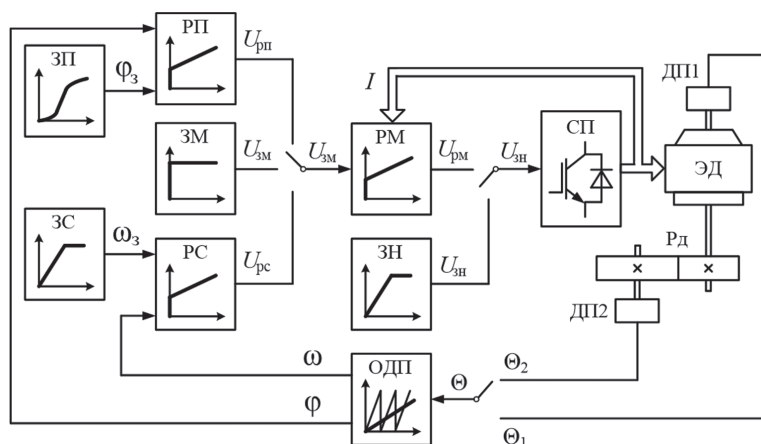 РП
ЗП
φз
Uрп
ЗМ
Uзм
Uзм
I
РМ
Uрм
Uзн
СП
ДП1
ЭД
Рд
ЗС
ωз
РС
Uрс
ЗН
Uзн
ДП2
ω
φ
ОДП
Θ
Θ2
Θ1